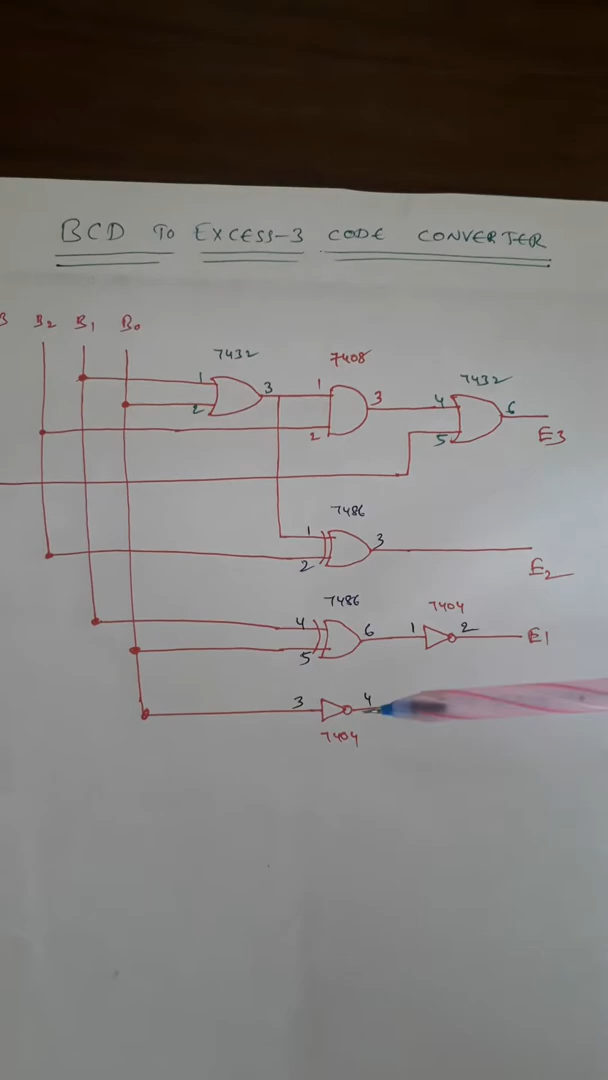 BCD TO EXCESS-3 CODE CONVERTER
B2 B1 B0
7432 7408 7432
1 3 1 3 4 6
2 2 5 E3
7486
1 3
2 E2
7486 7404
4 6 1 2 E1
5
3 4
7404